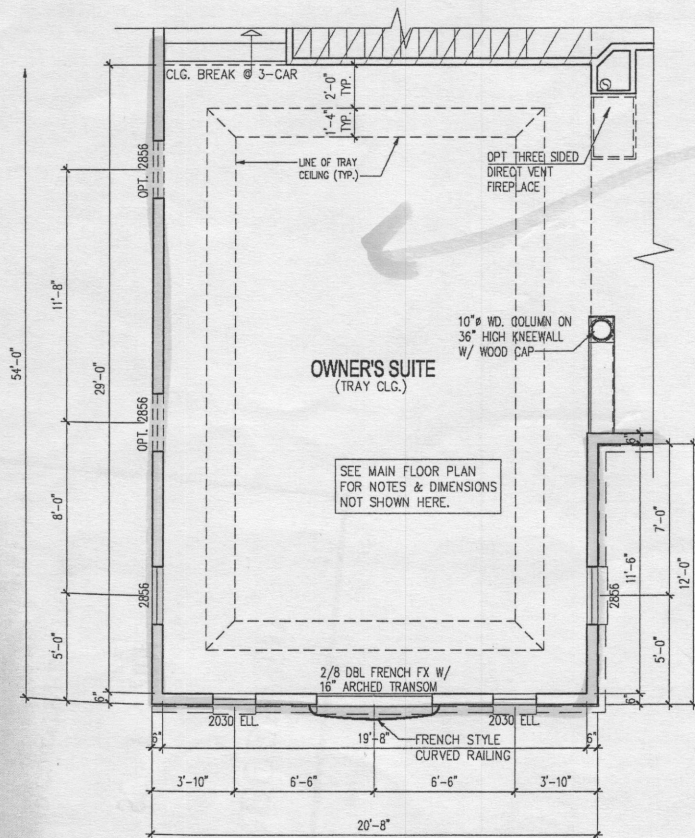 CLG. BREAK @ 3-CAR
2'-0"
TYP.
1'-4"
TYP.
LINE OF TRAY
CEILING (TYP.)
OPT THREE SIDED
DIRECT VENT
FIREPLACE
OPT. 2856
11'-8"
54'-0"
29'-0"
10"ø WD. COLUMN ON
36" HIGH KNEEWALL
W/ WOOD CAP
OWNER'S SUITE
(TRAY CLG.)
OPT. 2856
6"
SEE MAIN FLOOR PLAN
FOR NOTES & DIMENSIONS
NOT SHOWN HERE.
8'-0"
7'-0"
11'-6"
12'-0"
2856
2856
5'-0"
5'-0"
2/8 DBL FRENCH FX W/
16" ARCHED TRANSOM
6"
6"
2030 ELL.
2030 ELL.
FRENCH STYLE
CURVED RAILING
6"
19'-8"
6"
3'-10"
6'-6"
6'-6"
3'-10"
20'-8"